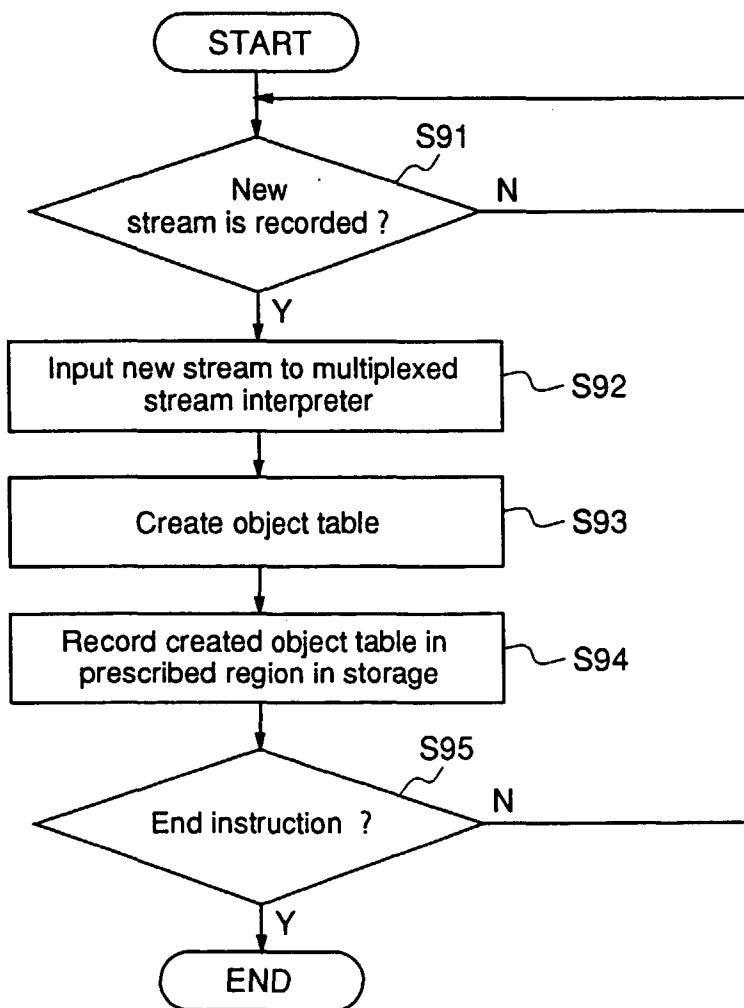 START
S91
New
stream is recorded ?
N
Y
Input new stream to multiplexed
stream interpreter
S92
Create object table
S93
Record created object table in
prescribed region in storage
S94
S95
End instruction ?
N
Y
END